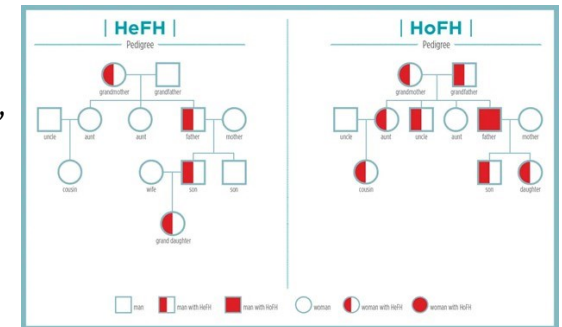 ,
| HeFH |
Pedigree
grandmother grandfather
uncle aunt aunt father mother
cousin wife son son
grand daughter
| HoFH |
Pedigree
grandmother grandfather
uncle aunt uncle aunt father mother
cousin son daughter
man man with HeFH man with HoFH woman woman with HeFH woman with HoFH